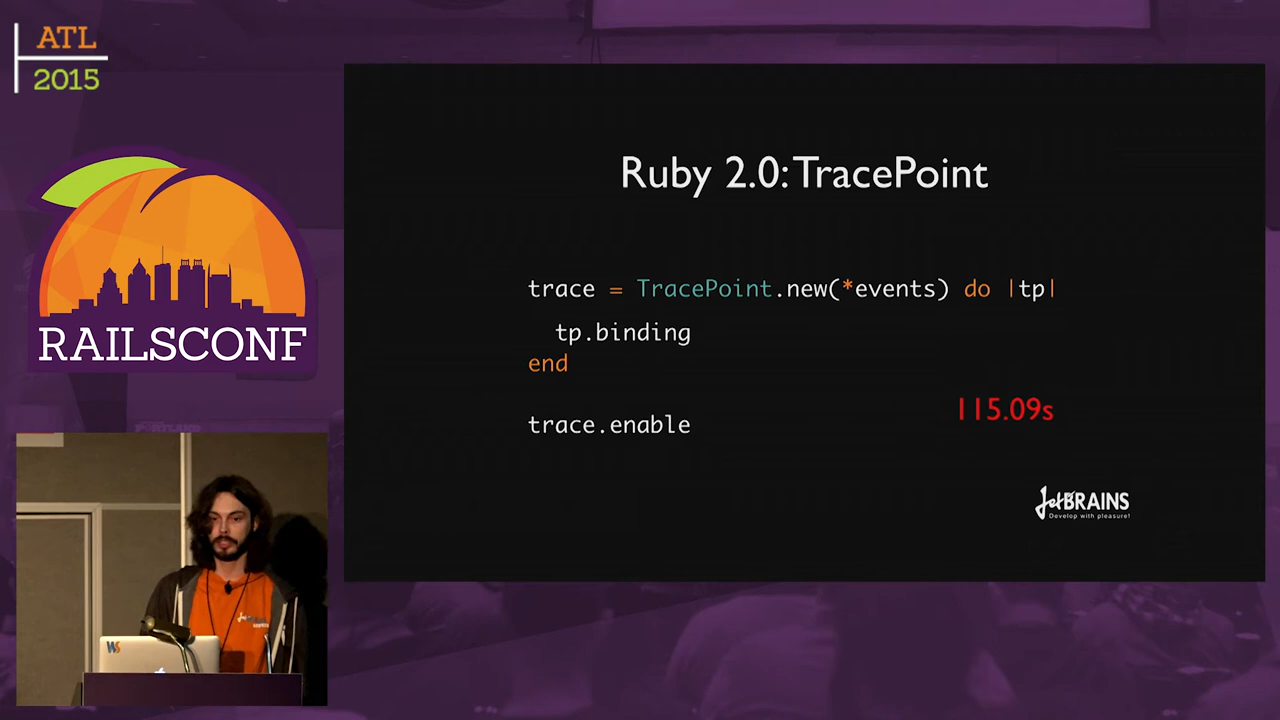 ATL
2015
RAILSCONF
Ruby 2.0: TracePoint
trace = TracePoint.new(*events) do |tp|
  tp.binding
end
trace.enable
115.09s
JetBRAINS
Develop with pleasure!
WS